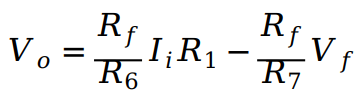 V_o = \frac{R_f}{R_6} I_i R_1 - \frac{R_f}{R_7} V_f